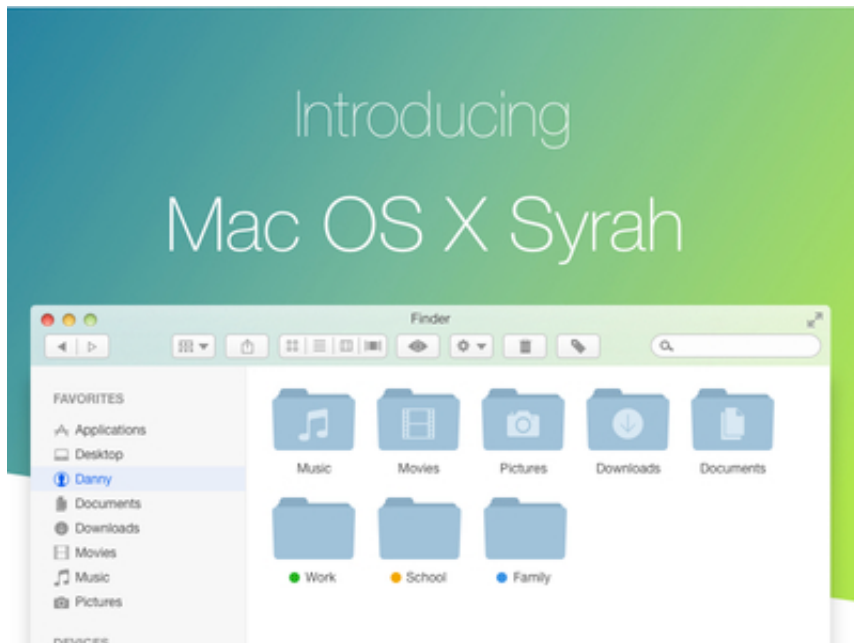 Introducing
Mac OS X Syrah
Finder
FAVORITES
Applications
Desktop
Danny
Documents
Downloads
Movies
Music
Pictures
DEVICES
Music Movies Pictures Downloads Documents
Work School Family